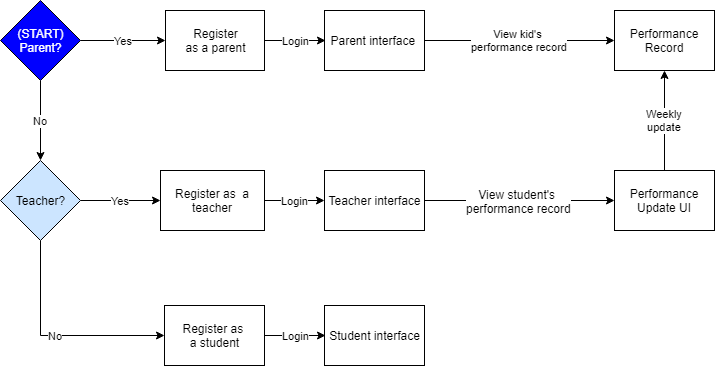 (START)
Parent?
Yes
Register
as a parent
Login
Parent interface
View kid's
performance record
Performance
Record
No
Weekly
update
Teacher?
Yes
Register as a
teacher
Login
Teacher interface
View student's
performance record
Performance
Update UI
No
Register as
a student
Login
Student interface